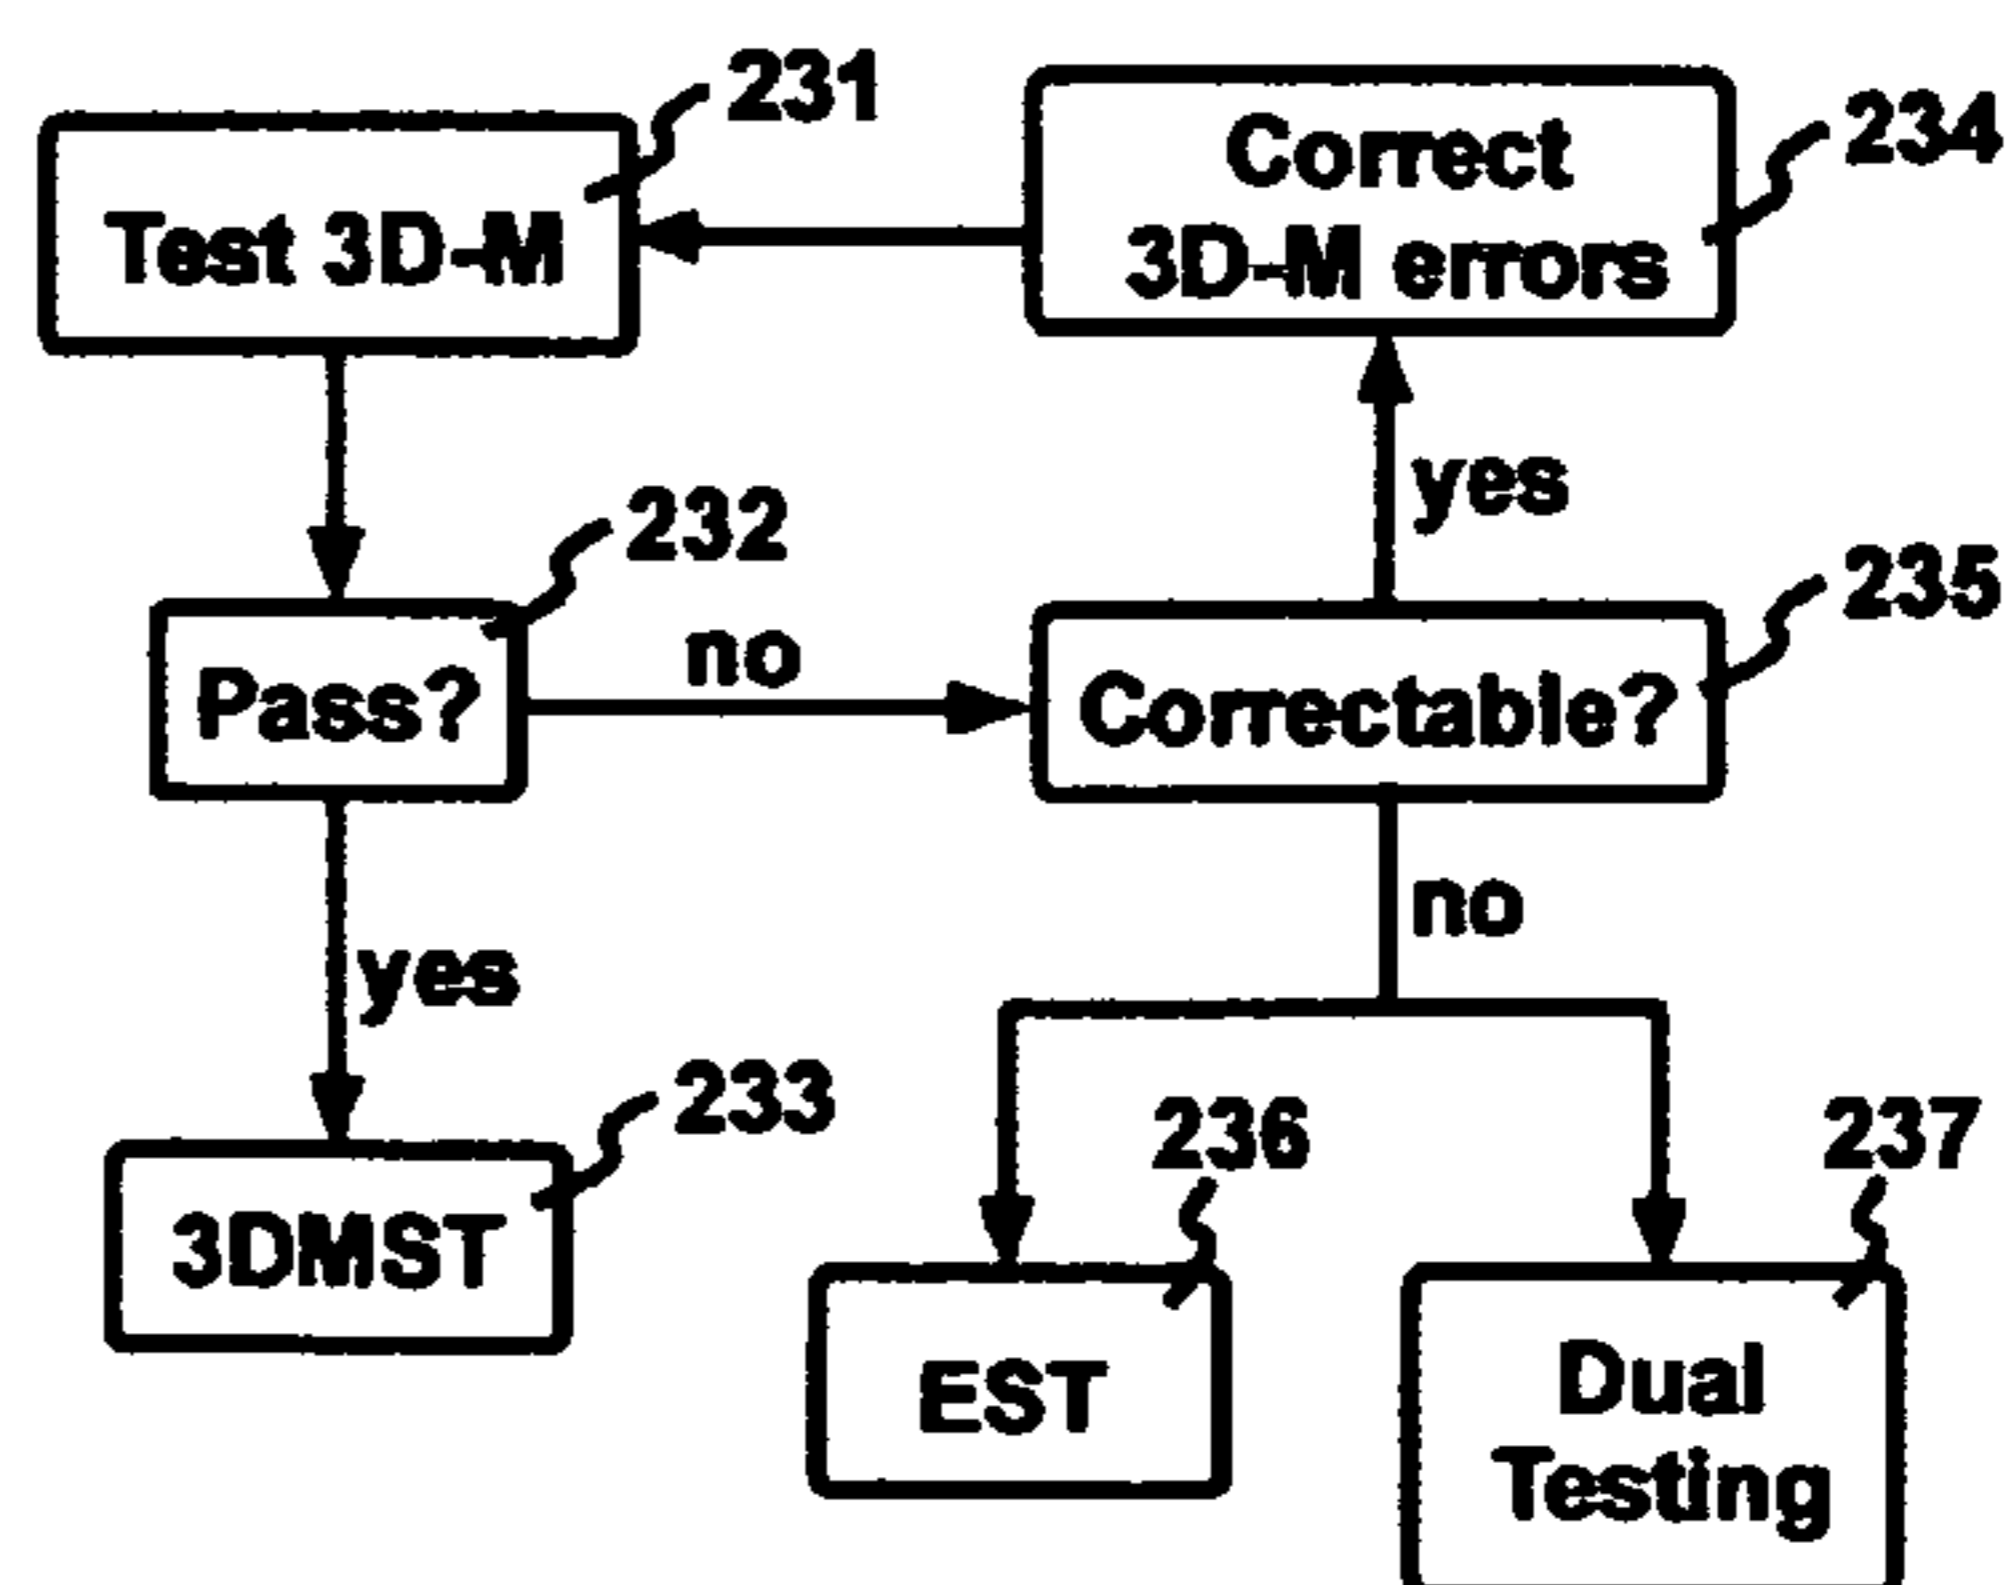 231
Test 3D-M
Correct
3D-M errors
234
232
Pass?
no
yes
Correctable?
235
yes
3DMST
233
no
236
EST
237
Dual
Testing